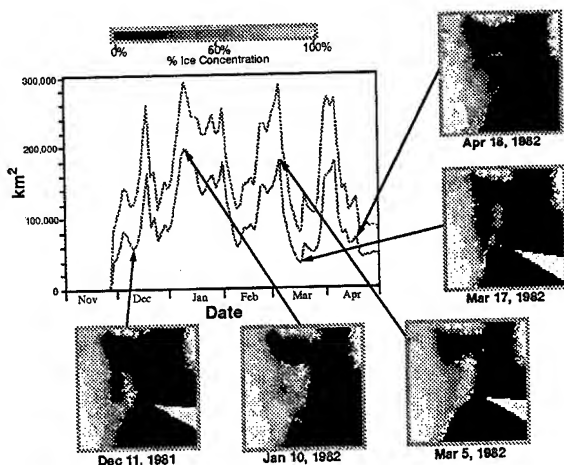 0% 60% 100%
% Ice Concentration
300,000
200,000
100,000
0
km2
Nov Dec Jan Feb Mar Apr
Date
Apr 18, 1982
Mar 17, 1982
Dec 11, 1981
Jan 10, 1982
Mar 5, 1982